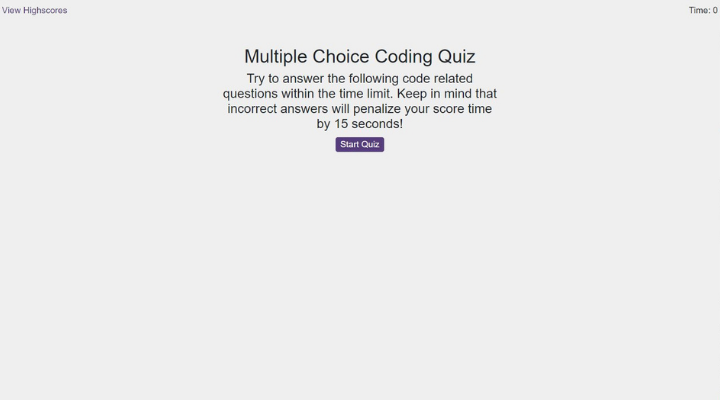 View Highscores
Time: 0
Multiple Choice Coding Quiz
Try to answer the following code related
questions within the time limit. Keep in mind that
incorrect answers will penalize your score time
by 15 seconds!
Start Quiz